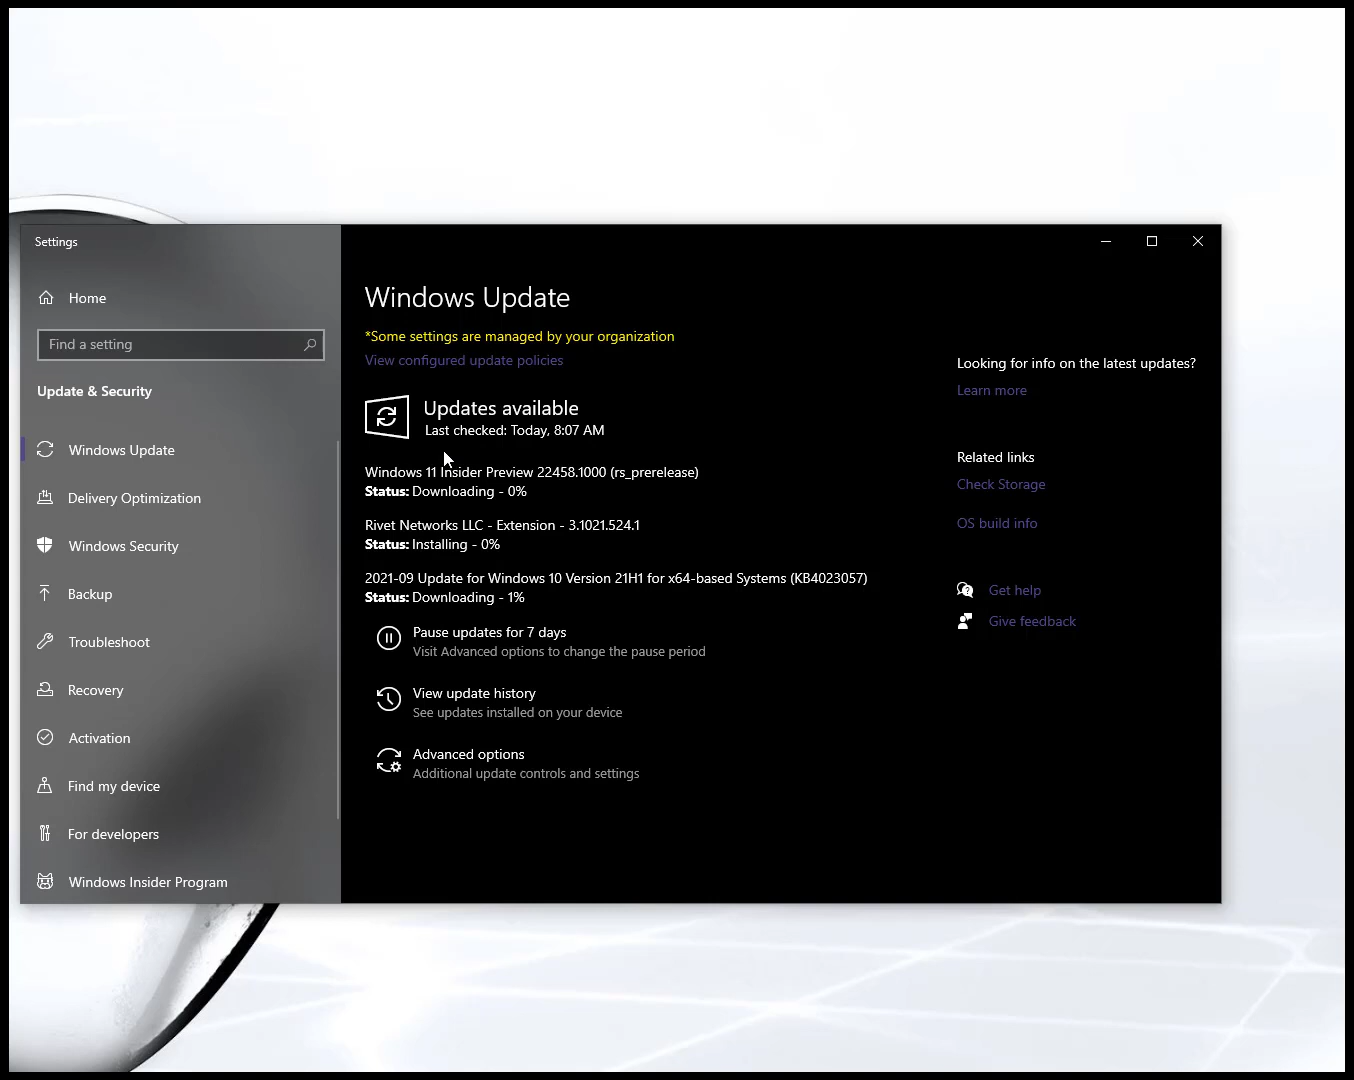 Settings
Home
Find a setting
Update & Security
Windows Update
Delivery Optimization
Windows Security
Backup
Troubleshoot
Recovery
Activation
Find my device
For developers
Windows Insider Program
Windows Update
*Some settings are managed by your organization
View configured update policies
Updates available
Last checked: Today, 8:07 AM
Windows 11 Insider Preview 22458.1000 (rs_prerelease)
Status: Downloading - 0%
Rivet Networks LLC - Extension - 3.1021.524.1
Status: Installing - 0%
2021-09 Update for Windows 10 Version 21H1 for x64-based Systems (KB4023057)
Status: Downloading - 1%
Pause updates for 7 days
Visit Advanced options to change the pause period
View update history
See updates installed on your device
Advanced options
Additional update controls and settings
Looking for info on the latest updates?
Learn more
Related links
Check Storage
OS build info
Get help
Give feedback